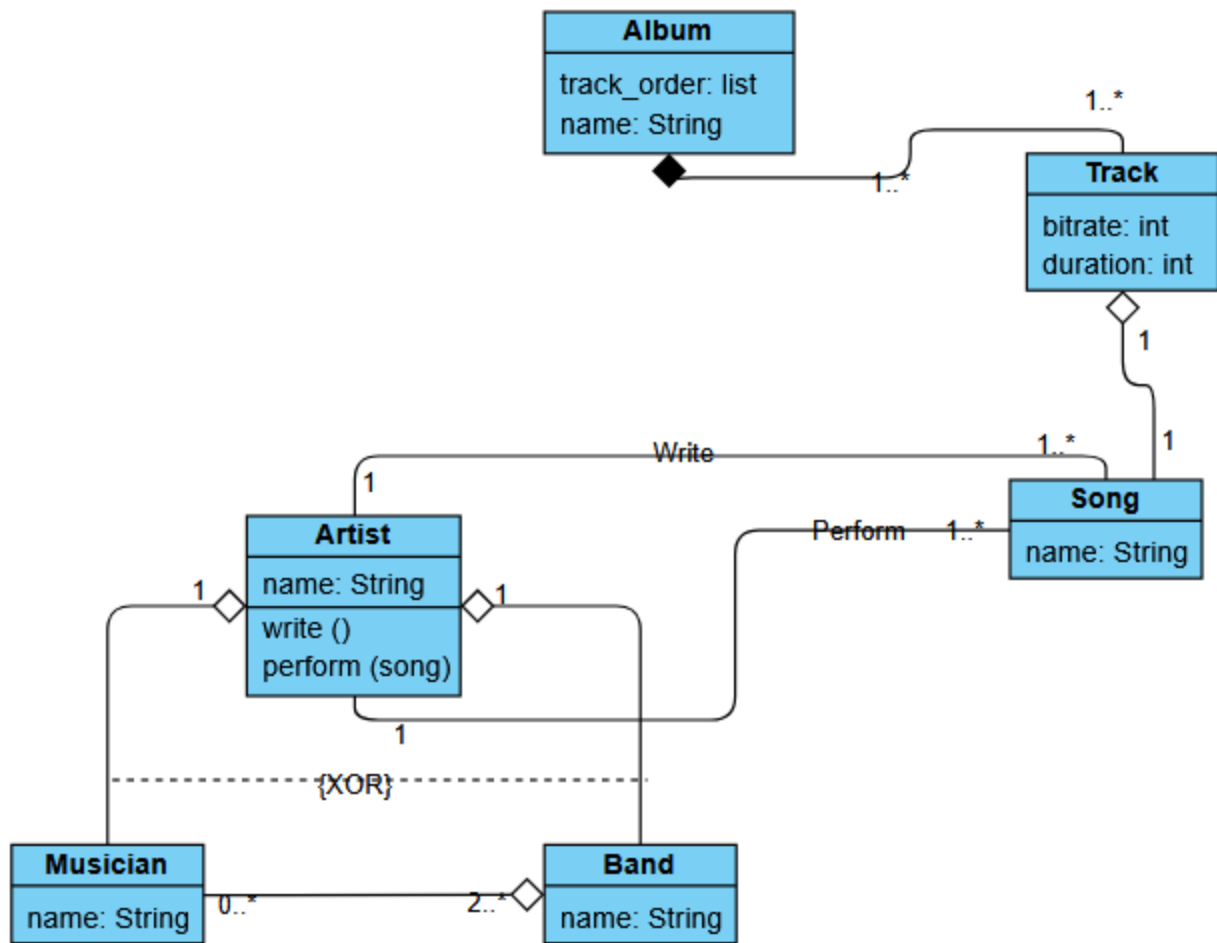 Album
track_order: list
name: String
1..*
1..*
Track
bitrate: int
duration: int
1
1
Write
1..*
1
Song
name: String
Perform
1..*
Artist
name: String
write ()
perform (song)
1
1
1
{XOR}
Musician
name: String
0..*
2..*
Band
name: String